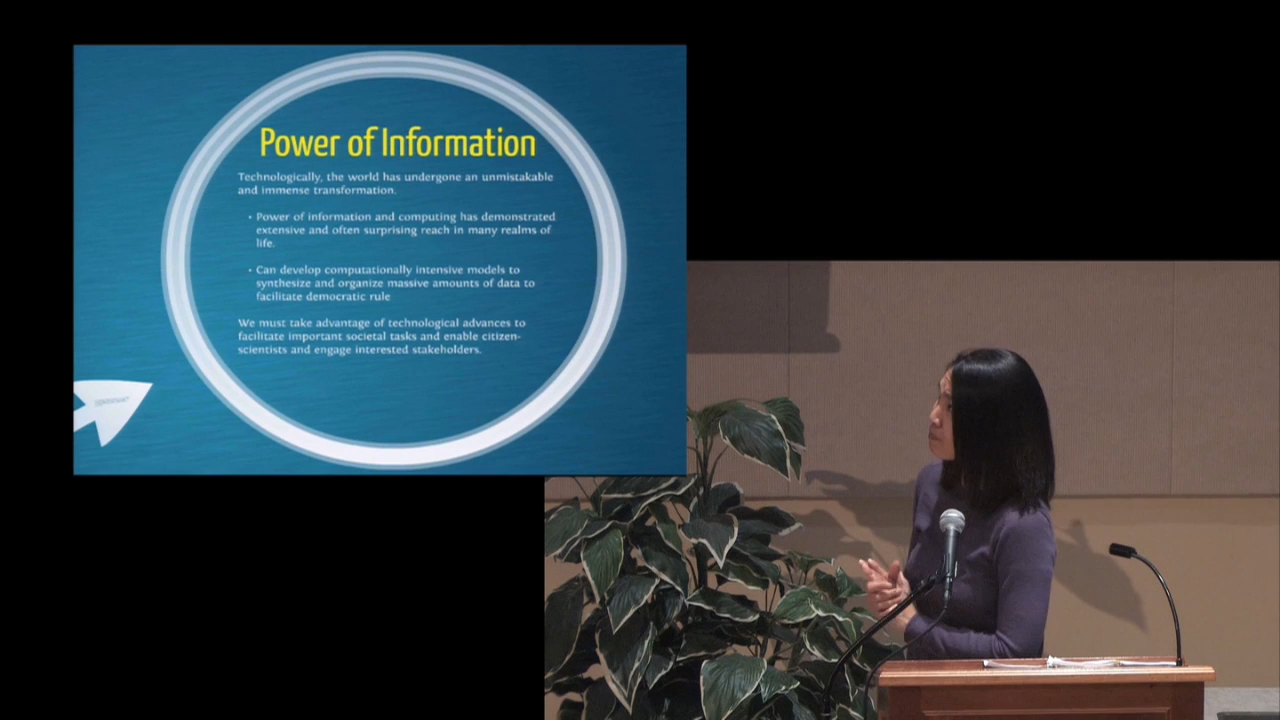 Power of Information
Technologically, the world has undergone an unmistakable
and immense transformation.
• Power of information and computing has demonstrated
extensive and often surprising reach in many realms of
life.
• Can develop computationally intensive models to
synthesize and organize massive amounts of data to
facilitate democratic rule
We must take advantage of technological advances to
facilitate important societal tasks and enable citizen-
scientists and engage interested stakeholders.